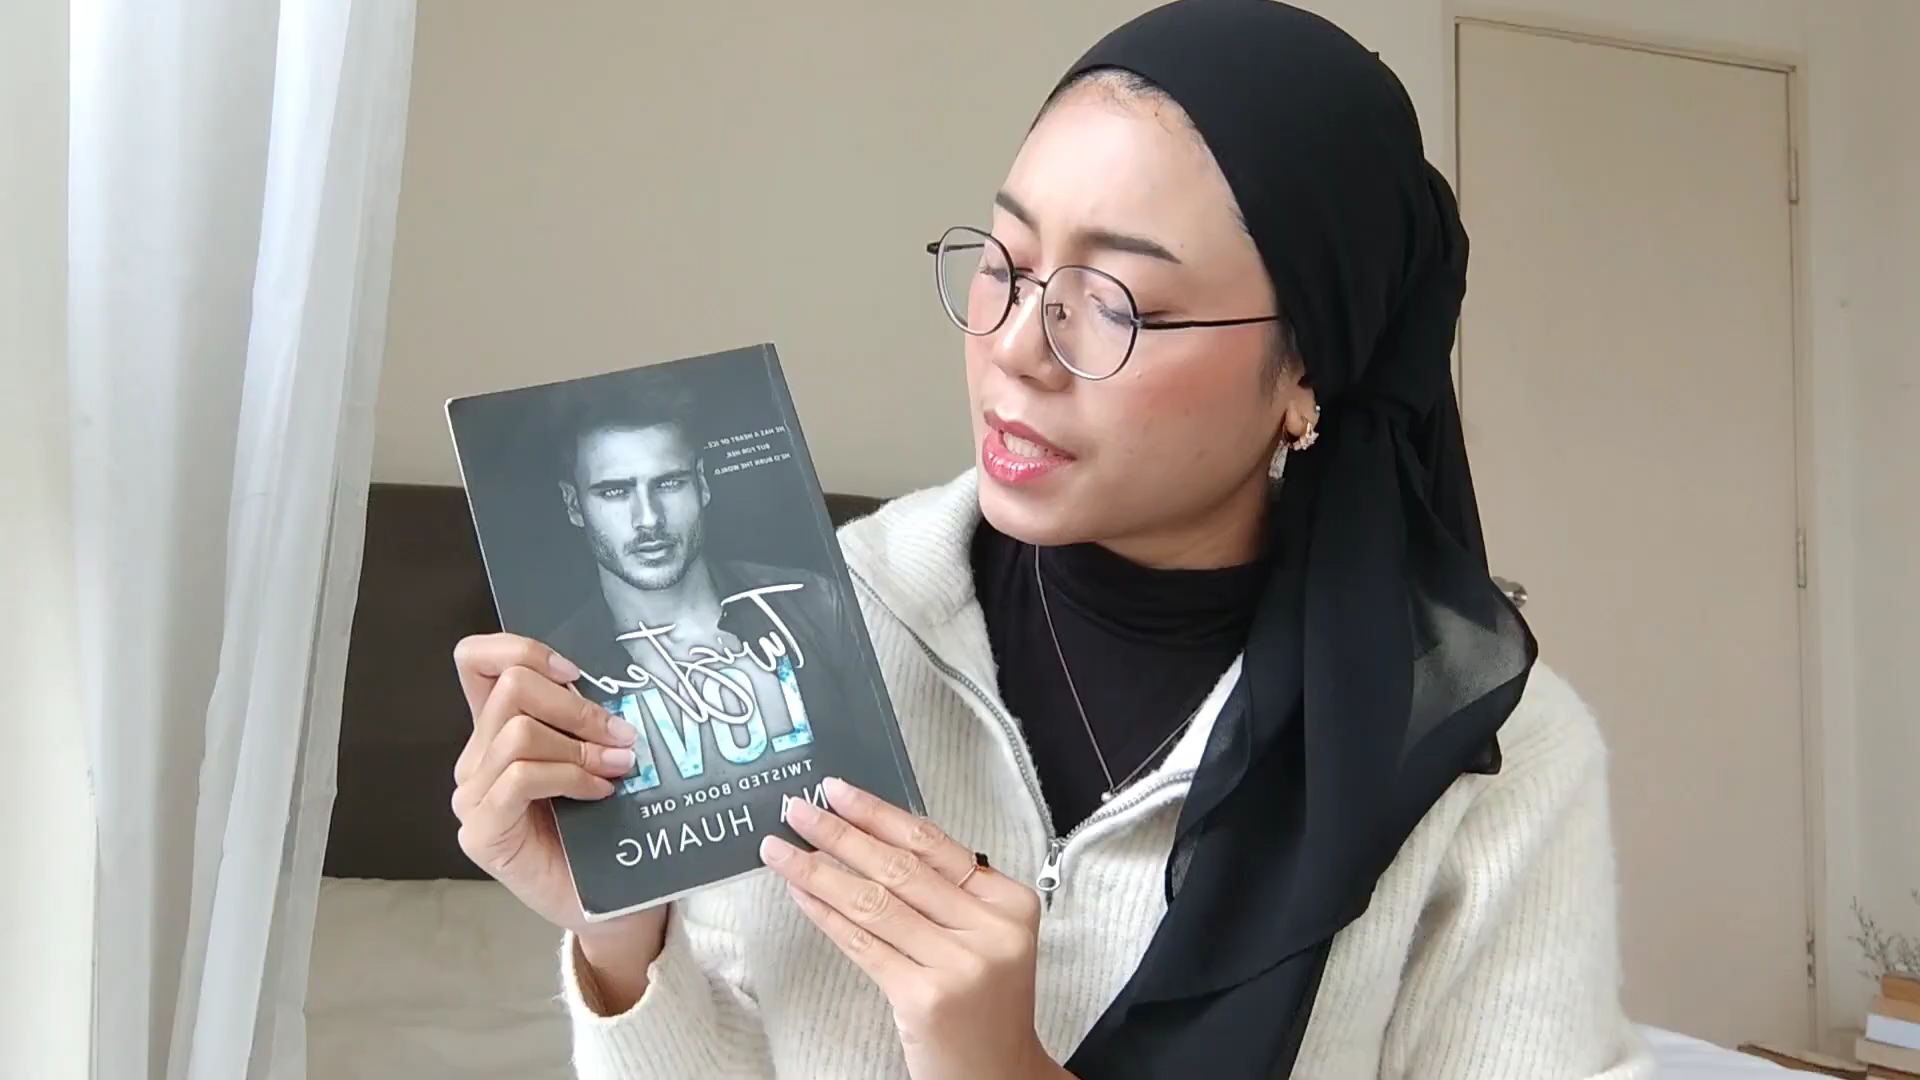 HE HAS A HEART OF ICE...
BUT FOR HER,
HE'D BURN THE WORLD.
Twisted
LOVE
TWISTED BOOK ONE
NA HUANG